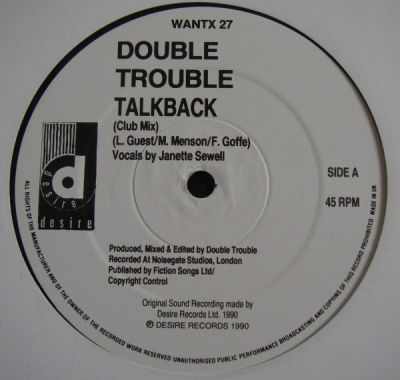 WANTX 27
DOUBLE
TROUBLE
TALKBACK
(Club Mix)
(L. Guest/M. Menson/F. Goffe)
Vocals by Janette Sewell
d
desire
desire
SIDE A
45 RPM
Produced, Mixed & Edited by Double Trouble
Recorded At Noisegate Studios, London
Published by Fiction Songs Ltd/
Copyright Control
Original Sound Recording made by
Desire Records Ltd. 1990
℗ © DESIRE RECORDS 1990
ALL RIGHTS OF THE MANUFACTURER AND OF THE OWNER OF THE RECORDED WORK RESERVED UNAUTHORISED PUBLIC PERFORMANCE BROADCASTING AND COPYING OF THIS RECORD PROHIBITED MADE IN UK